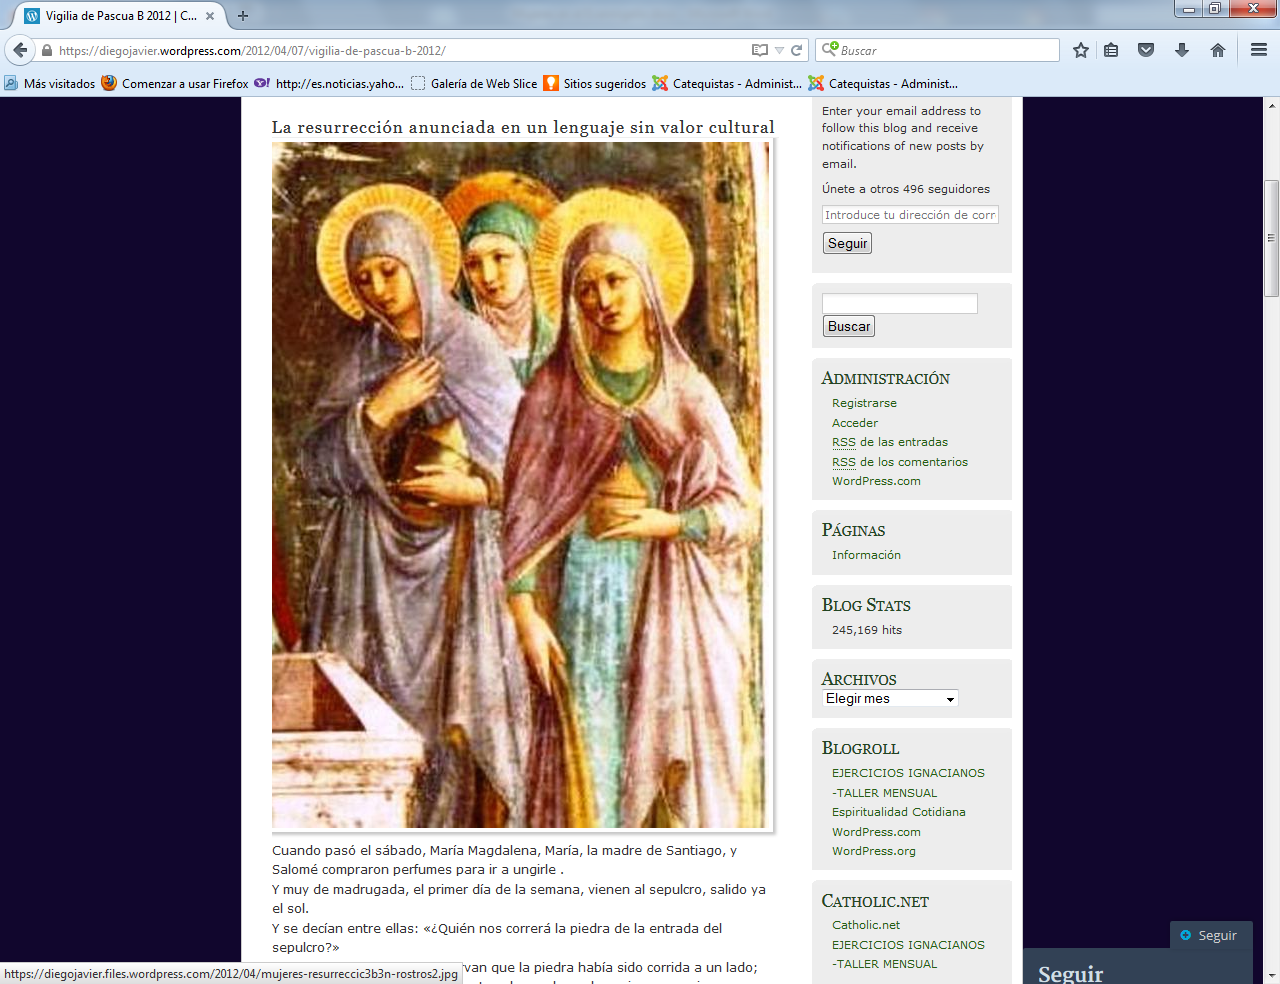 Vigilia de Pascua B 2012 | C...
https://diegojavier.wordpress.com/2012/04/07/vigilia-de-pascua-b-2012/
Buscar
Más visitados
Comenzar a usar Firefox
http://es.noticias.yaho...
Galería de Web Slice
Sitios sugeridos
Catequistas - Administ...
Catequistas - Administ...
La resurrección anunciada en un lenguaje sin valor cultural
Cuando pasó el sábado, María Magdalena, María, la madre de Santiago, y
Salomé compraron perfumes para ir a ungirle .
Y muy de madrugada, el primer día de la semana, vienen al sepulcro, salido ya
el sol.
Y se decían entre ellas: «¿Quién nos correrá la piedra de la entrada del
sepulcro?»
que la piedra había sido corrida a un lado;
https://diegojavier.files.wordpress.com/2012/04/mujeres-resurreccic3b3n-rostros2.jpg
Enter your email address to
follow this blog and receive
notifications of new posts by
email.
Únete a otros 496 seguidores
Introduce tu dirección de corr
Seguir
Buscar
Administración
Registrarse
Acceder
RSS de las entradas
RSS de los comentarios
WordPress.com
Páginas
Información
Blog Stats
245,169 hits
Archivos
Elegir mes
Blogroll
EJERCICIOS IGNACIANOS
-TALLER MENSUAL
Espiritualidad Cotidiana
WordPress.com
WordPress.org
Catholic.net
Catholic.net
EJERCICIOS IGNACIANOS
-TALLER MENSUAL
Seguir
Seguir